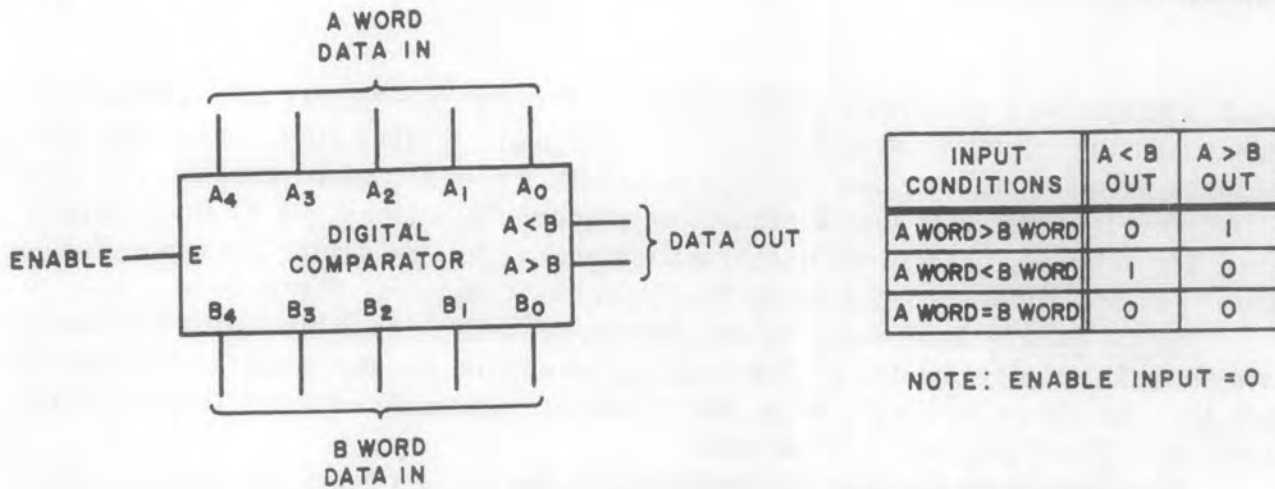 A WORD
DATA IN
A₄ A₃ A₂ A₁ A₀
A<B
DIGITAL
COMPARATOR
A>B
ENABLE
E
DATA OUT
B₄ B₃ B₂ B₁ B₀
B WORD
DATA IN
INPUT CONDITIONS A<B OUT A>B OUT
A WORD>B WORD 0 1
A WORD<B WORD 1 0
A WORD=B WORD 0 0
NOTE: ENABLE INPUT =0